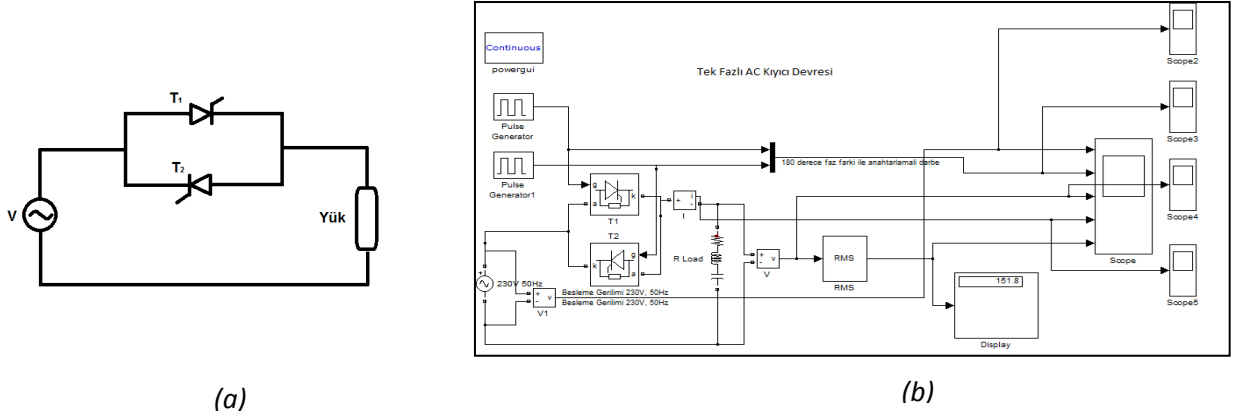 T1
T2
V
Yük
(a)
Continuous
powergui
Tek Fazlı AC Kıyıcı Devresi
Pulse
Generator
Pulse
Generator1
180 derece faz farki ile anahtarlamali darbe
g
a
k
T1
T2
k
g
a
+
i
-
I
R Load
+
-
v
V
RMS
RMS
151.8
Display
+
230V 50Hz
+
-
v
V1
Besleme Gerilimi 230V, 50Hz
Besleme Gerilimi 230V, 50Hz
Scope
Scope2
Scope3
Scope4
Scope5
(b)